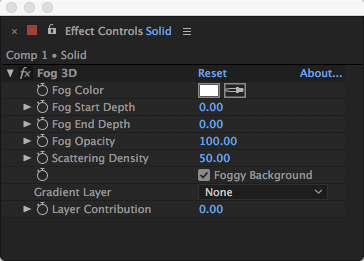 × Effect Controls Solid ≡
Comp 1 • Solid
fx Fog 3D Reset About...
Fog Color
Fog Start Depth 0.00
Fog End Depth 0.00
Fog Opacity 100.00
Scattering Density 50.00
Foggy Background
Gradient Layer None
Layer Contribution 0.00